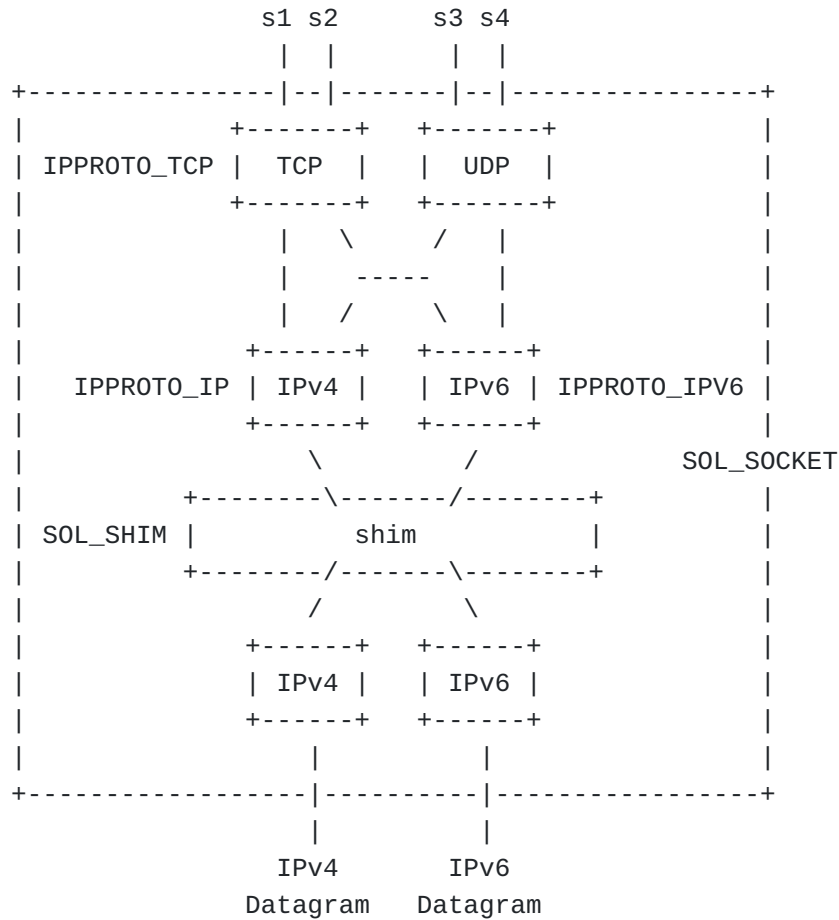 s1 s2 s3 s4
TCP UDP
IPPROTO_TCP
IPv4 IPv6
IPPROTO_IP IPPROTO_IPV6
SOL_SOCKET
SOL_SHIM shim
IPv4 IPv6
IPv4 IPv6
Datagram Datagram